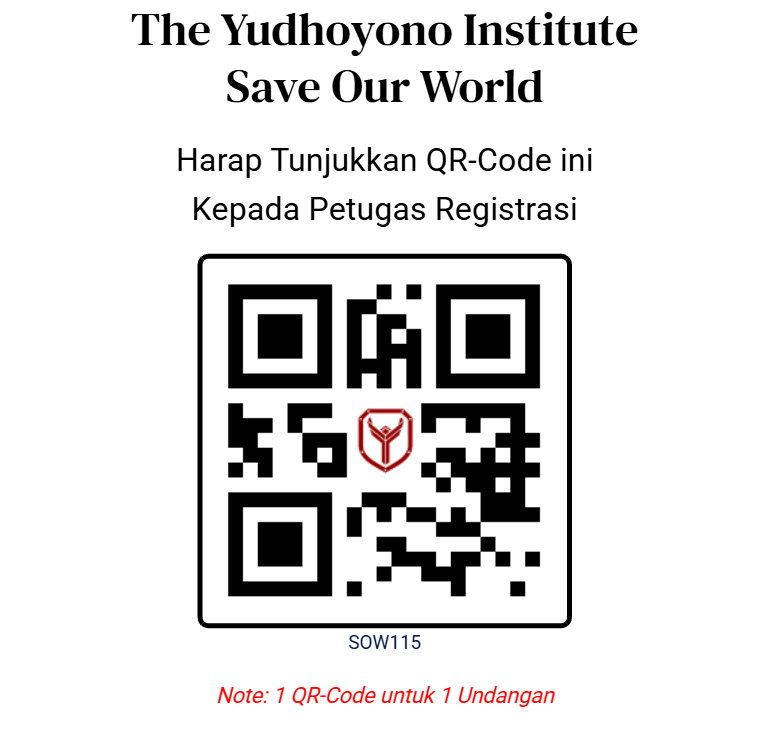 The Yudhoyono Institute
Save Our World
Harap Tunjukkan QR-Code ini
Kepada Petugas Registrasi
SOW115
Note: 1 QR-Code untuk 1 Undangan